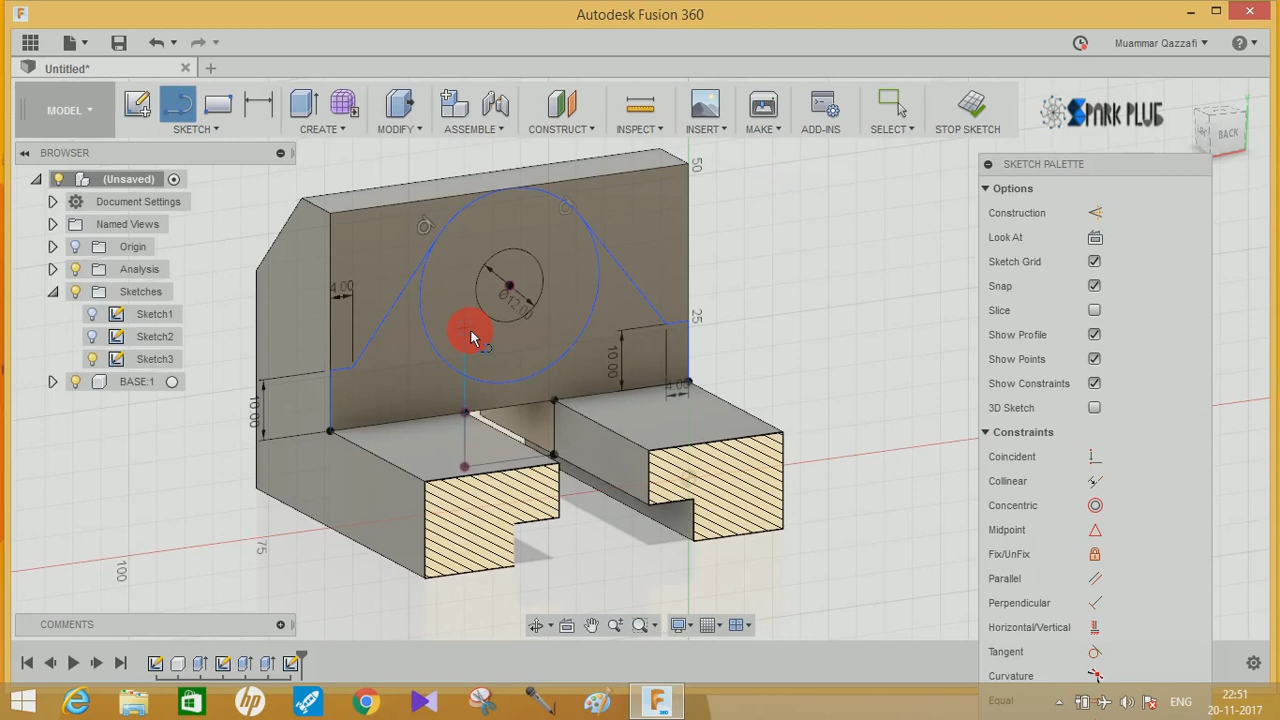 Autodesk Fusion 360
Muammar Qazzafi
Untitled*
MODEL
SKETCH
CREATE
MODIFY
ASSEMBLE
CONSTRUCT
INSPECT
INSERT
MAKE
ADD-INS
SELECT
STOP SKETCH
SPARK PLUG
BACK
BROWSER
(Unsaved)
Document Settings
Named Views
Origin
Analysis
Sketches
Sketch1
Sketch2
Sketch3
BASE:1
50
25
4.00
Ø12.00
10.00
4.00
10.00
75
100
SKETCH PALETTE
Options
Construction
Look At
Sketch Grid
Snap
Slice
Show Profile
Show Points
Show Constraints
3D Sketch
Constraints
Coincident
Collinear
Concentric
Midpoint
Fix/UnFix
Parallel
Perpendicular
Horizontal/Vertical
Tangent
Curvature
Equal
COMMENTS
ENG
22:51
20-11-2017